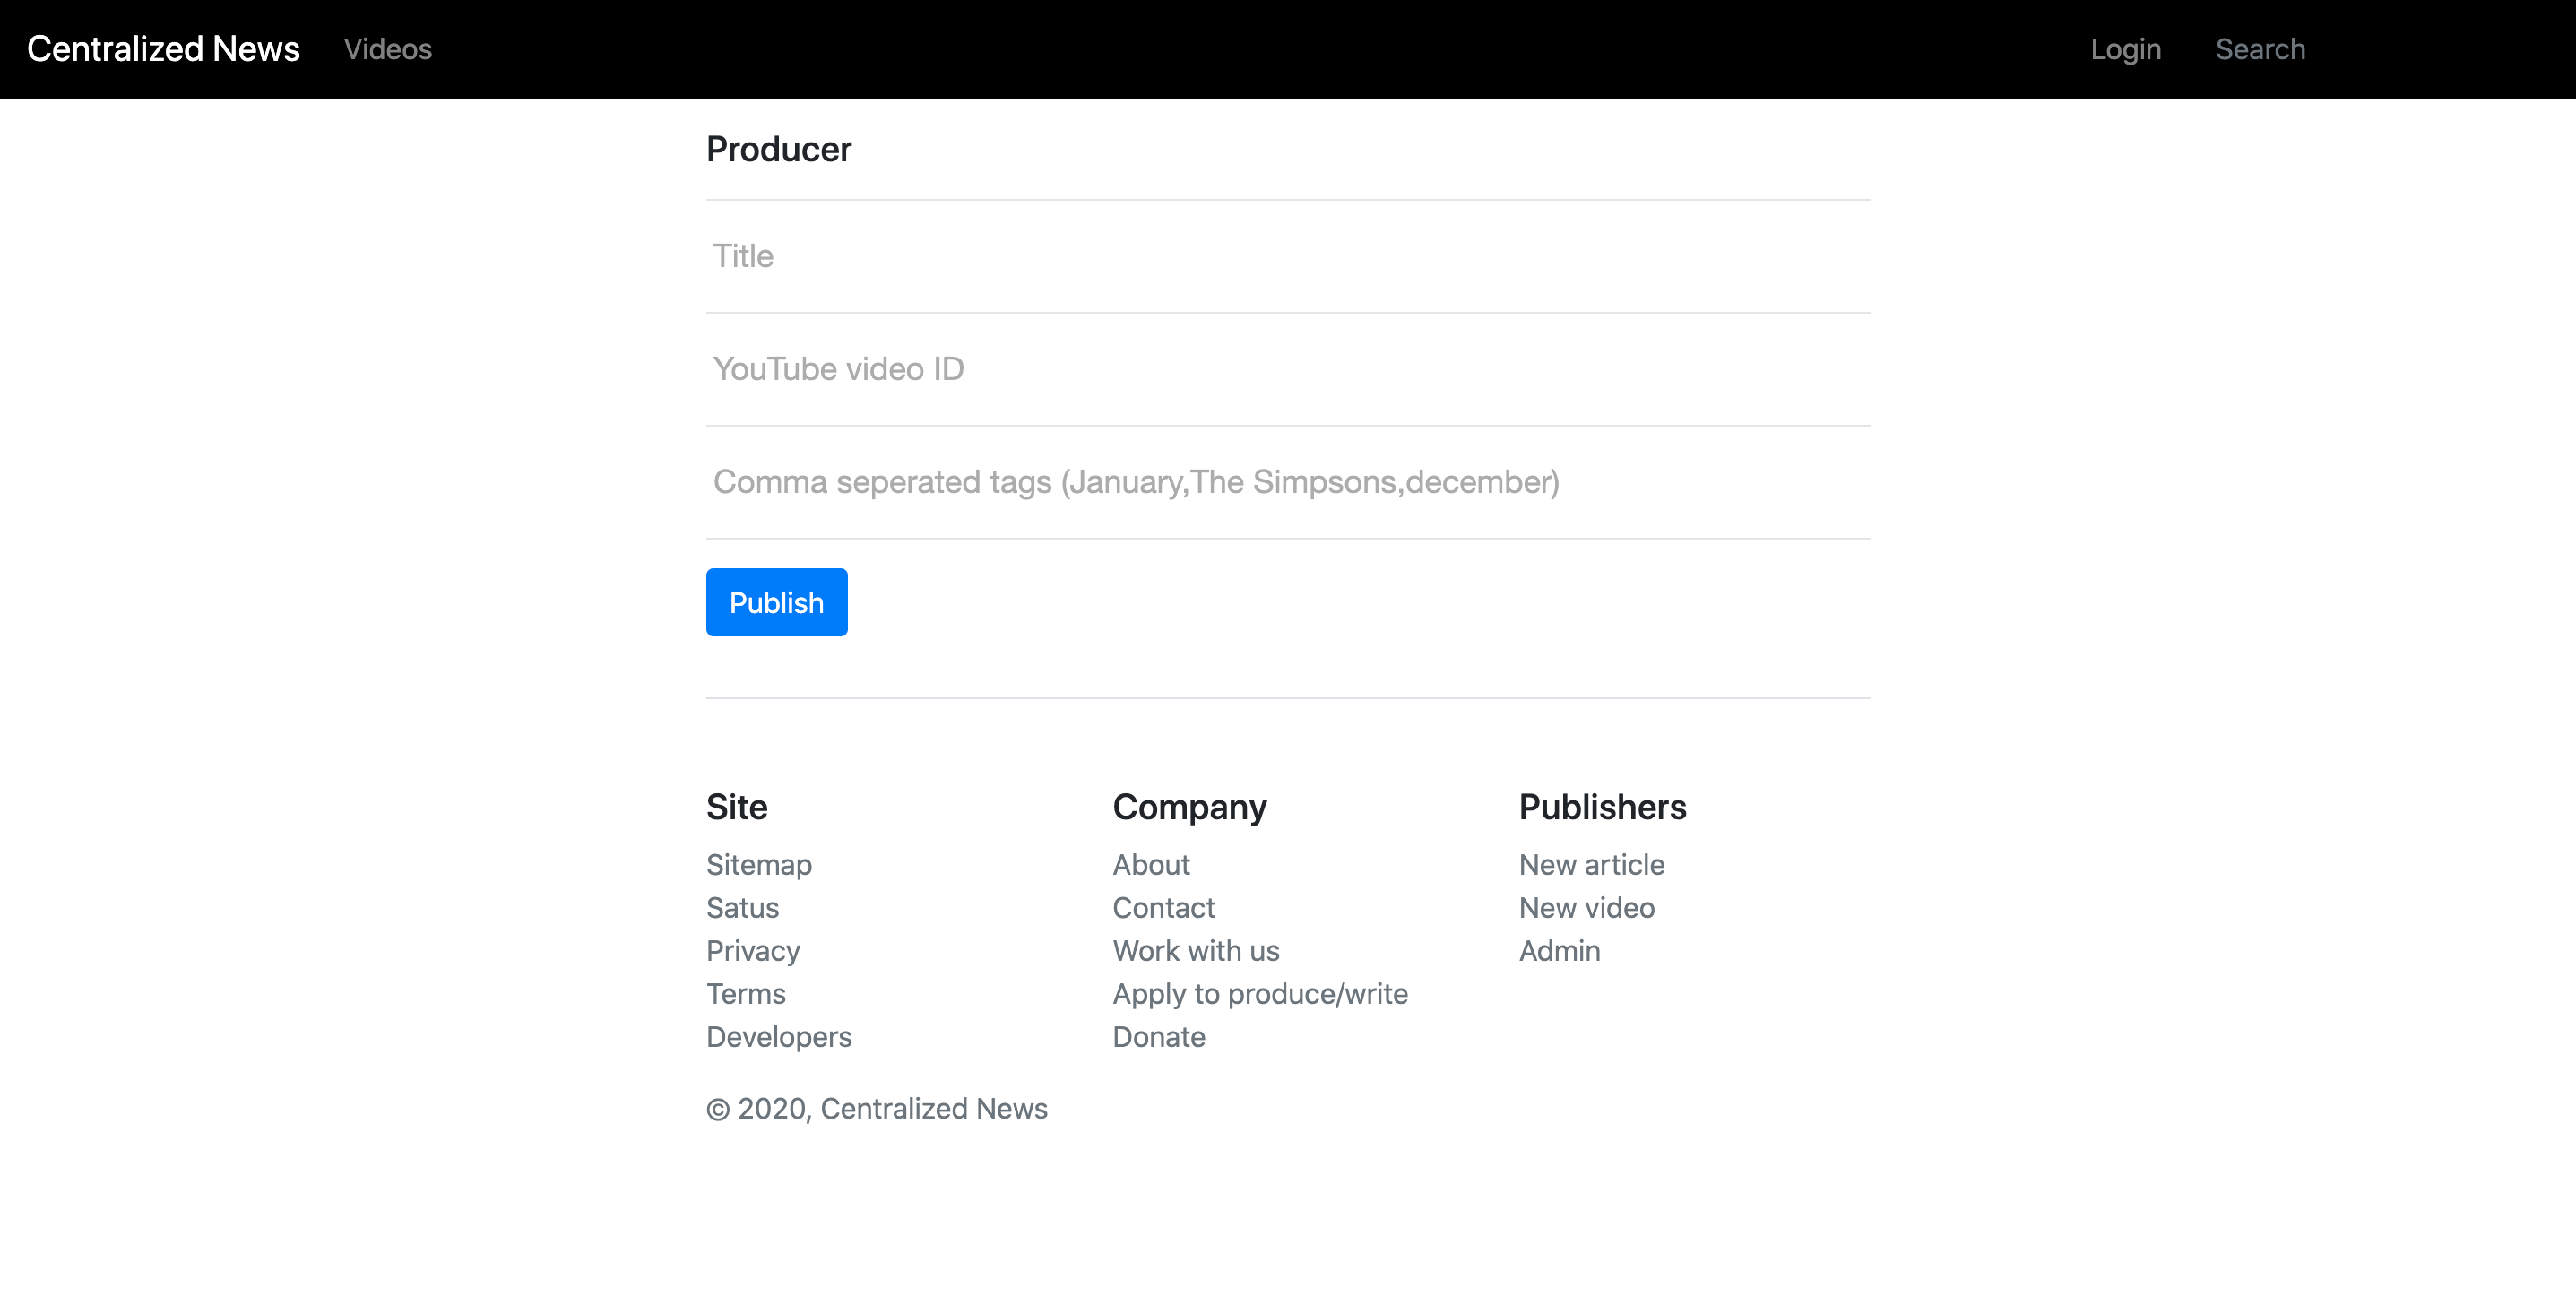 Centralized News Videos Login Search
Producer
Title
YouTube video ID
Comma seperated tags (January,The Simpsons,december)
Publish
Site
Sitemap
Satus
Privacy
Terms
Developers
Company
About
Contact
Work with us
Apply to produce/write
Donate
Publishers
New article
New video
Admin
© 2020, Centralized News